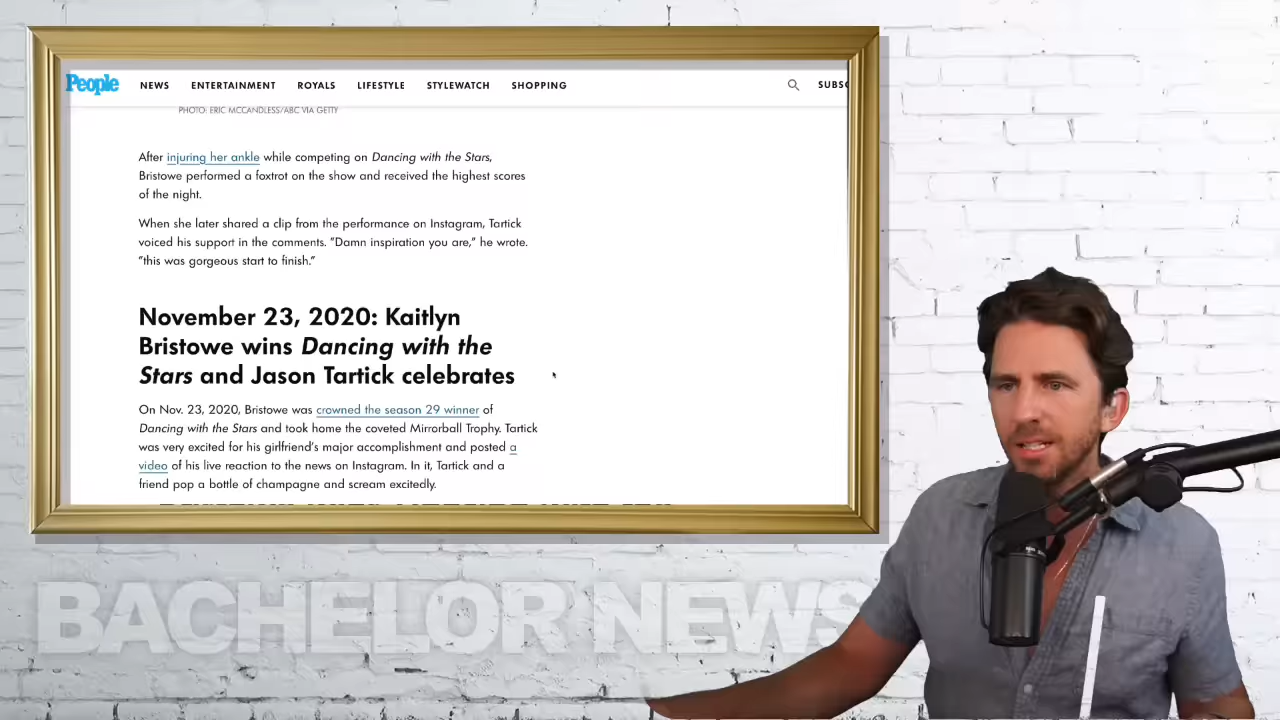 People NEWS ENTERTAINMENT ROYALS LIFESTYLE STYLEWATCH SHOPPING
PHOTO: ERIC MCCANDLESS/ABC VIA GETTY
After injuring her ankle while competing on Dancing with the Stars,
Bristowe performed a foxtrot on the show and received the highest scores
of the night.
When she later shared a clip from the performance on Instagram, Tartick
voiced his support in the comments. "Damn inspiration you are," he wrote.
"this was gorgeous start to finish."
November 23, 2020: Kaitlyn
Bristowe wins Dancing with the
Stars and Jason Tartick celebrates
On Nov. 23, 2020, Bristowe was crowned the season 29 winner of
Dancing with the Stars and took home the coveted Mirrorball Trophy. Tartick
was very excited for his girlfriend's major accomplishment and posted a
video of his live reaction to the news on Instagram. In it, Tartick and a
friend pop a bottle of champagne and scream excitedly.
BACHELOR NEWS